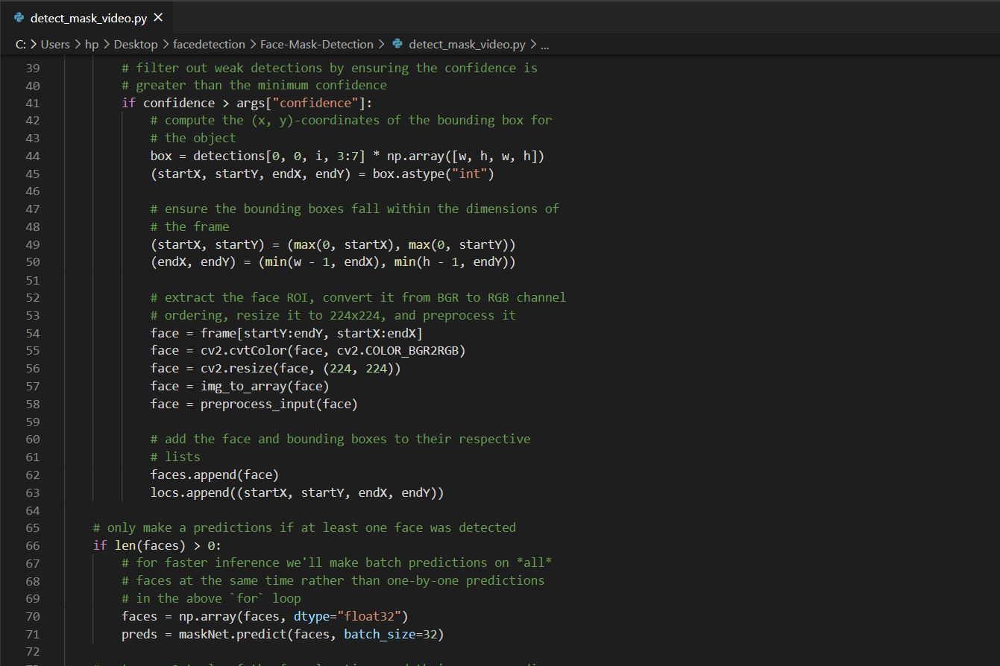 detect_mask_video.py ×
C: > Users > hp > Desktop > facedetection > Face-Mask-Detection > detect_mask_video.py > ...
39 # filter out weak detections by ensuring the confidence is
40 # greater than the minimum confidence
41 if confidence > args["confidence"]:
42 # compute the (x, y)-coordinates of the bounding box for
43 # the object
44 box = detections[0, 0, i, 3:7] * np.array([w, h, w, h])
45 (startX, startY, endX, endY) = box.astype("int")
46
47 # ensure the bounding boxes fall within the dimensions of
48 # the frame
49 (startX, startY) = (max(0, startX), max(0, startY))
50 (endX, endY) = (min(w - 1, endX), min(h - 1, endY))
51
52 # extract the face ROI, convert it from BGR to RGB channel
53 # ordering, resize it to 224x224, and preprocess it
54 face = frame[startY:endY, startX:endX]
55 face = cv2.cvtColor(face, cv2.COLOR_BGR2RGB)
56 face = cv2.resize(face, (224, 224))
57 face = img_to_array(face)
58 face = preprocess_input(face)
59
60 # add the face and bounding boxes to their respective
61 # lists
62 faces.append(face)
63 locs.append((startX, startY, endX, endY))
64
65 # only make a predictions if at least one face was detected
66 if len(faces) > 0:
67 # for faster inference we'll make batch predictions on *all*
68 # faces at the same time rather than one-by-one predictions
69 # in the above `for` loop
70 faces = np.array(faces, dtype="float32")
71 preds = maskNet.predict(faces, batch_size=32)
72